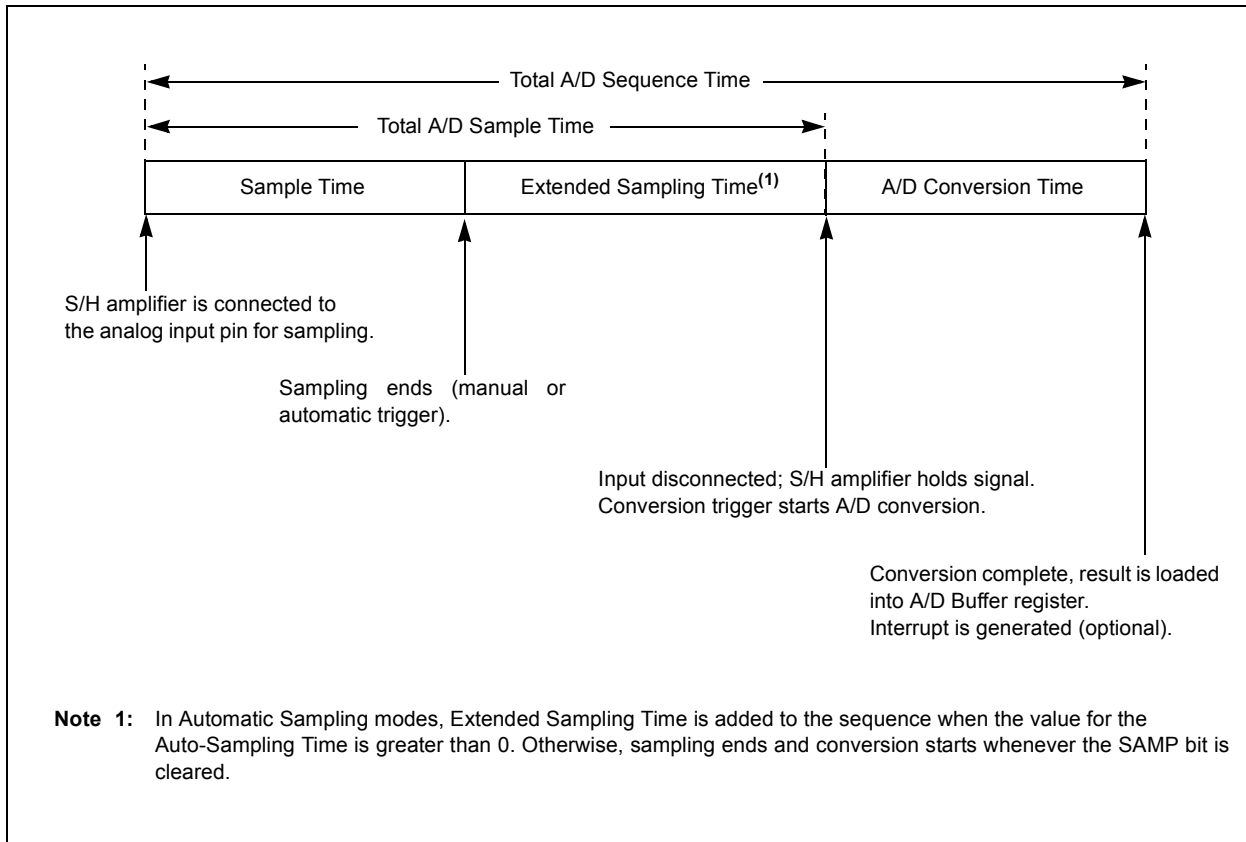 Total A/D Sequence Time
Total A/D Sample Time
Sample Time
Extended Sampling Time(1)
A/D Conversion Time
S/H amplifier is connected to
the analog input pin for sampling.
Sampling ends (manual or
automatic trigger).
Input disconnected; S/H amplifier holds signal.
Conversion trigger starts A/D conversion.
Conversion complete, result is loaded
into A/D Buffer register.
Interrupt is generated (optional).
Note 1: In Automatic Sampling modes, Extended Sampling Time is added to the sequence when the value for the
Auto-Sampling Time is greater than 0. Otherwise, sampling ends and conversion starts whenever the SAMP bit is
cleared.